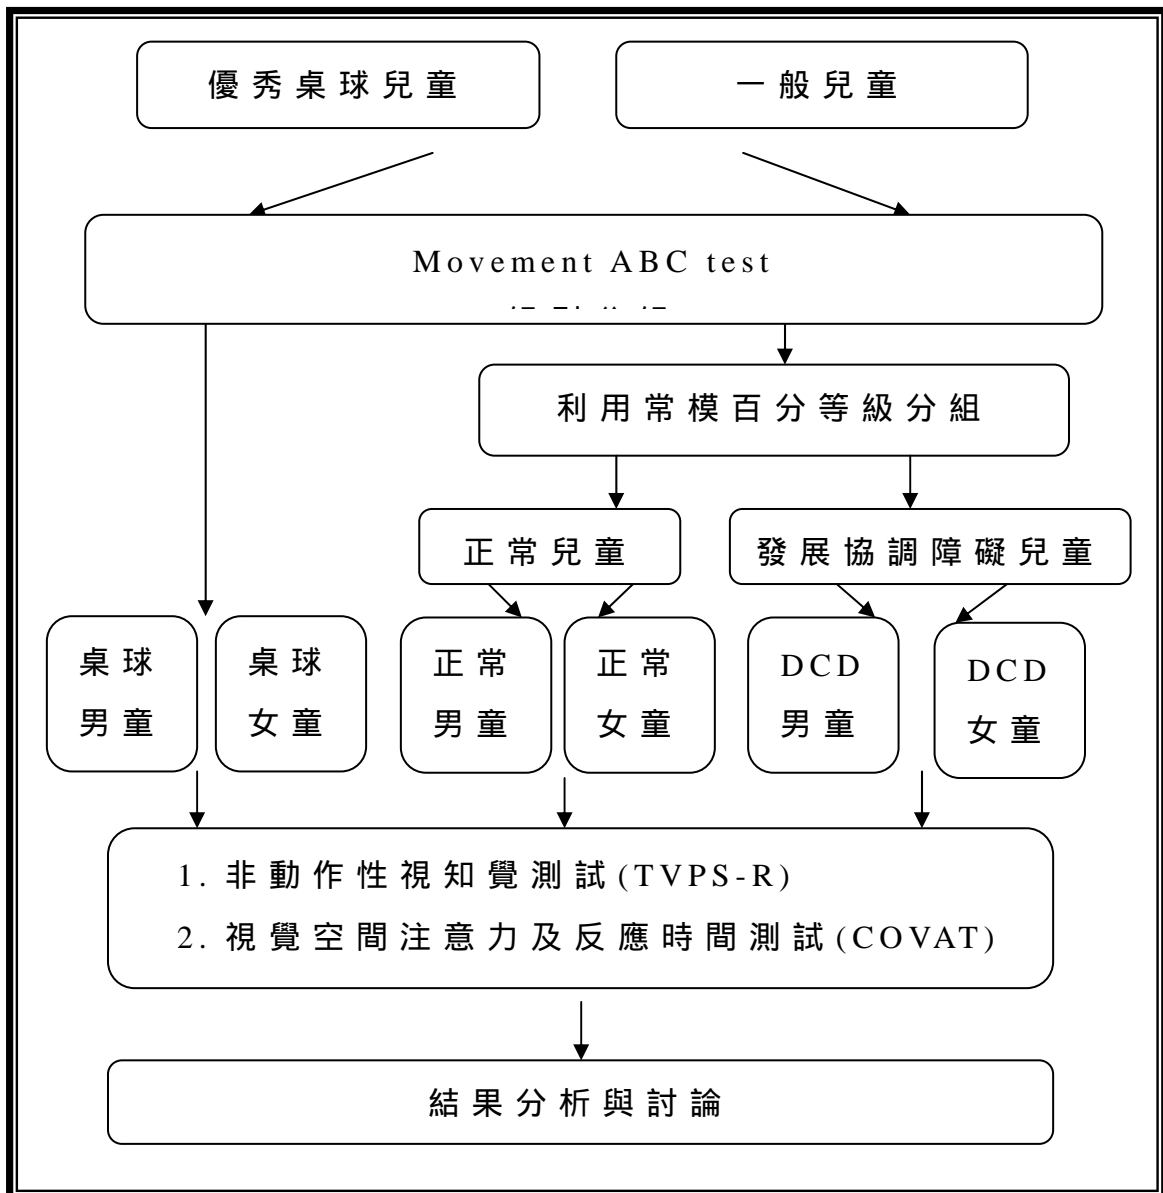 優秀桌球兒童
一般兒童
Movement ABC test
利用常模百分等級分組
正常兒童
發展協調障礙兒童
桌球
男童
桌球
女童
正常
男童
正常
女童
DCD
男童
DCD
女童
1. 非動作性視知覺測試(TVPS-R)
2. 視覺空間注意力及反應時間測試(COVAT)
結果分析與討論